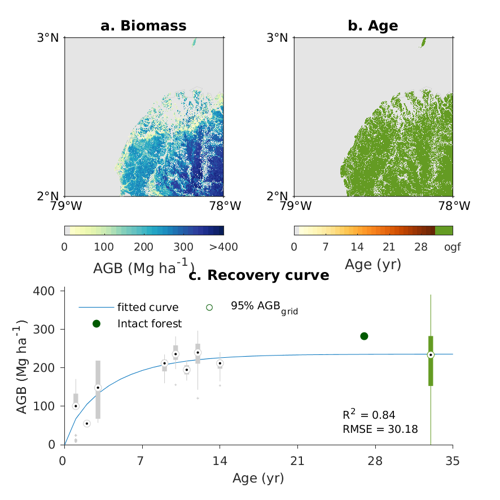 a. Biomass
b. Age
3°N
2°N
79°W
78°W
3°N
2°N
79°W
78°W
0 100 200 300 >400
AGB (Mg ha⁻¹)
0 7 14 21 28 ogf
Age (yr)
c. Recovery curve
400
300
200
100
0
AGB (Mg ha⁻¹)
fitted curve
95% AGB_grid
Intact forest
R² = 0.84
RMSE = 30.18
0 7 14 21 28 35
Age (yr)